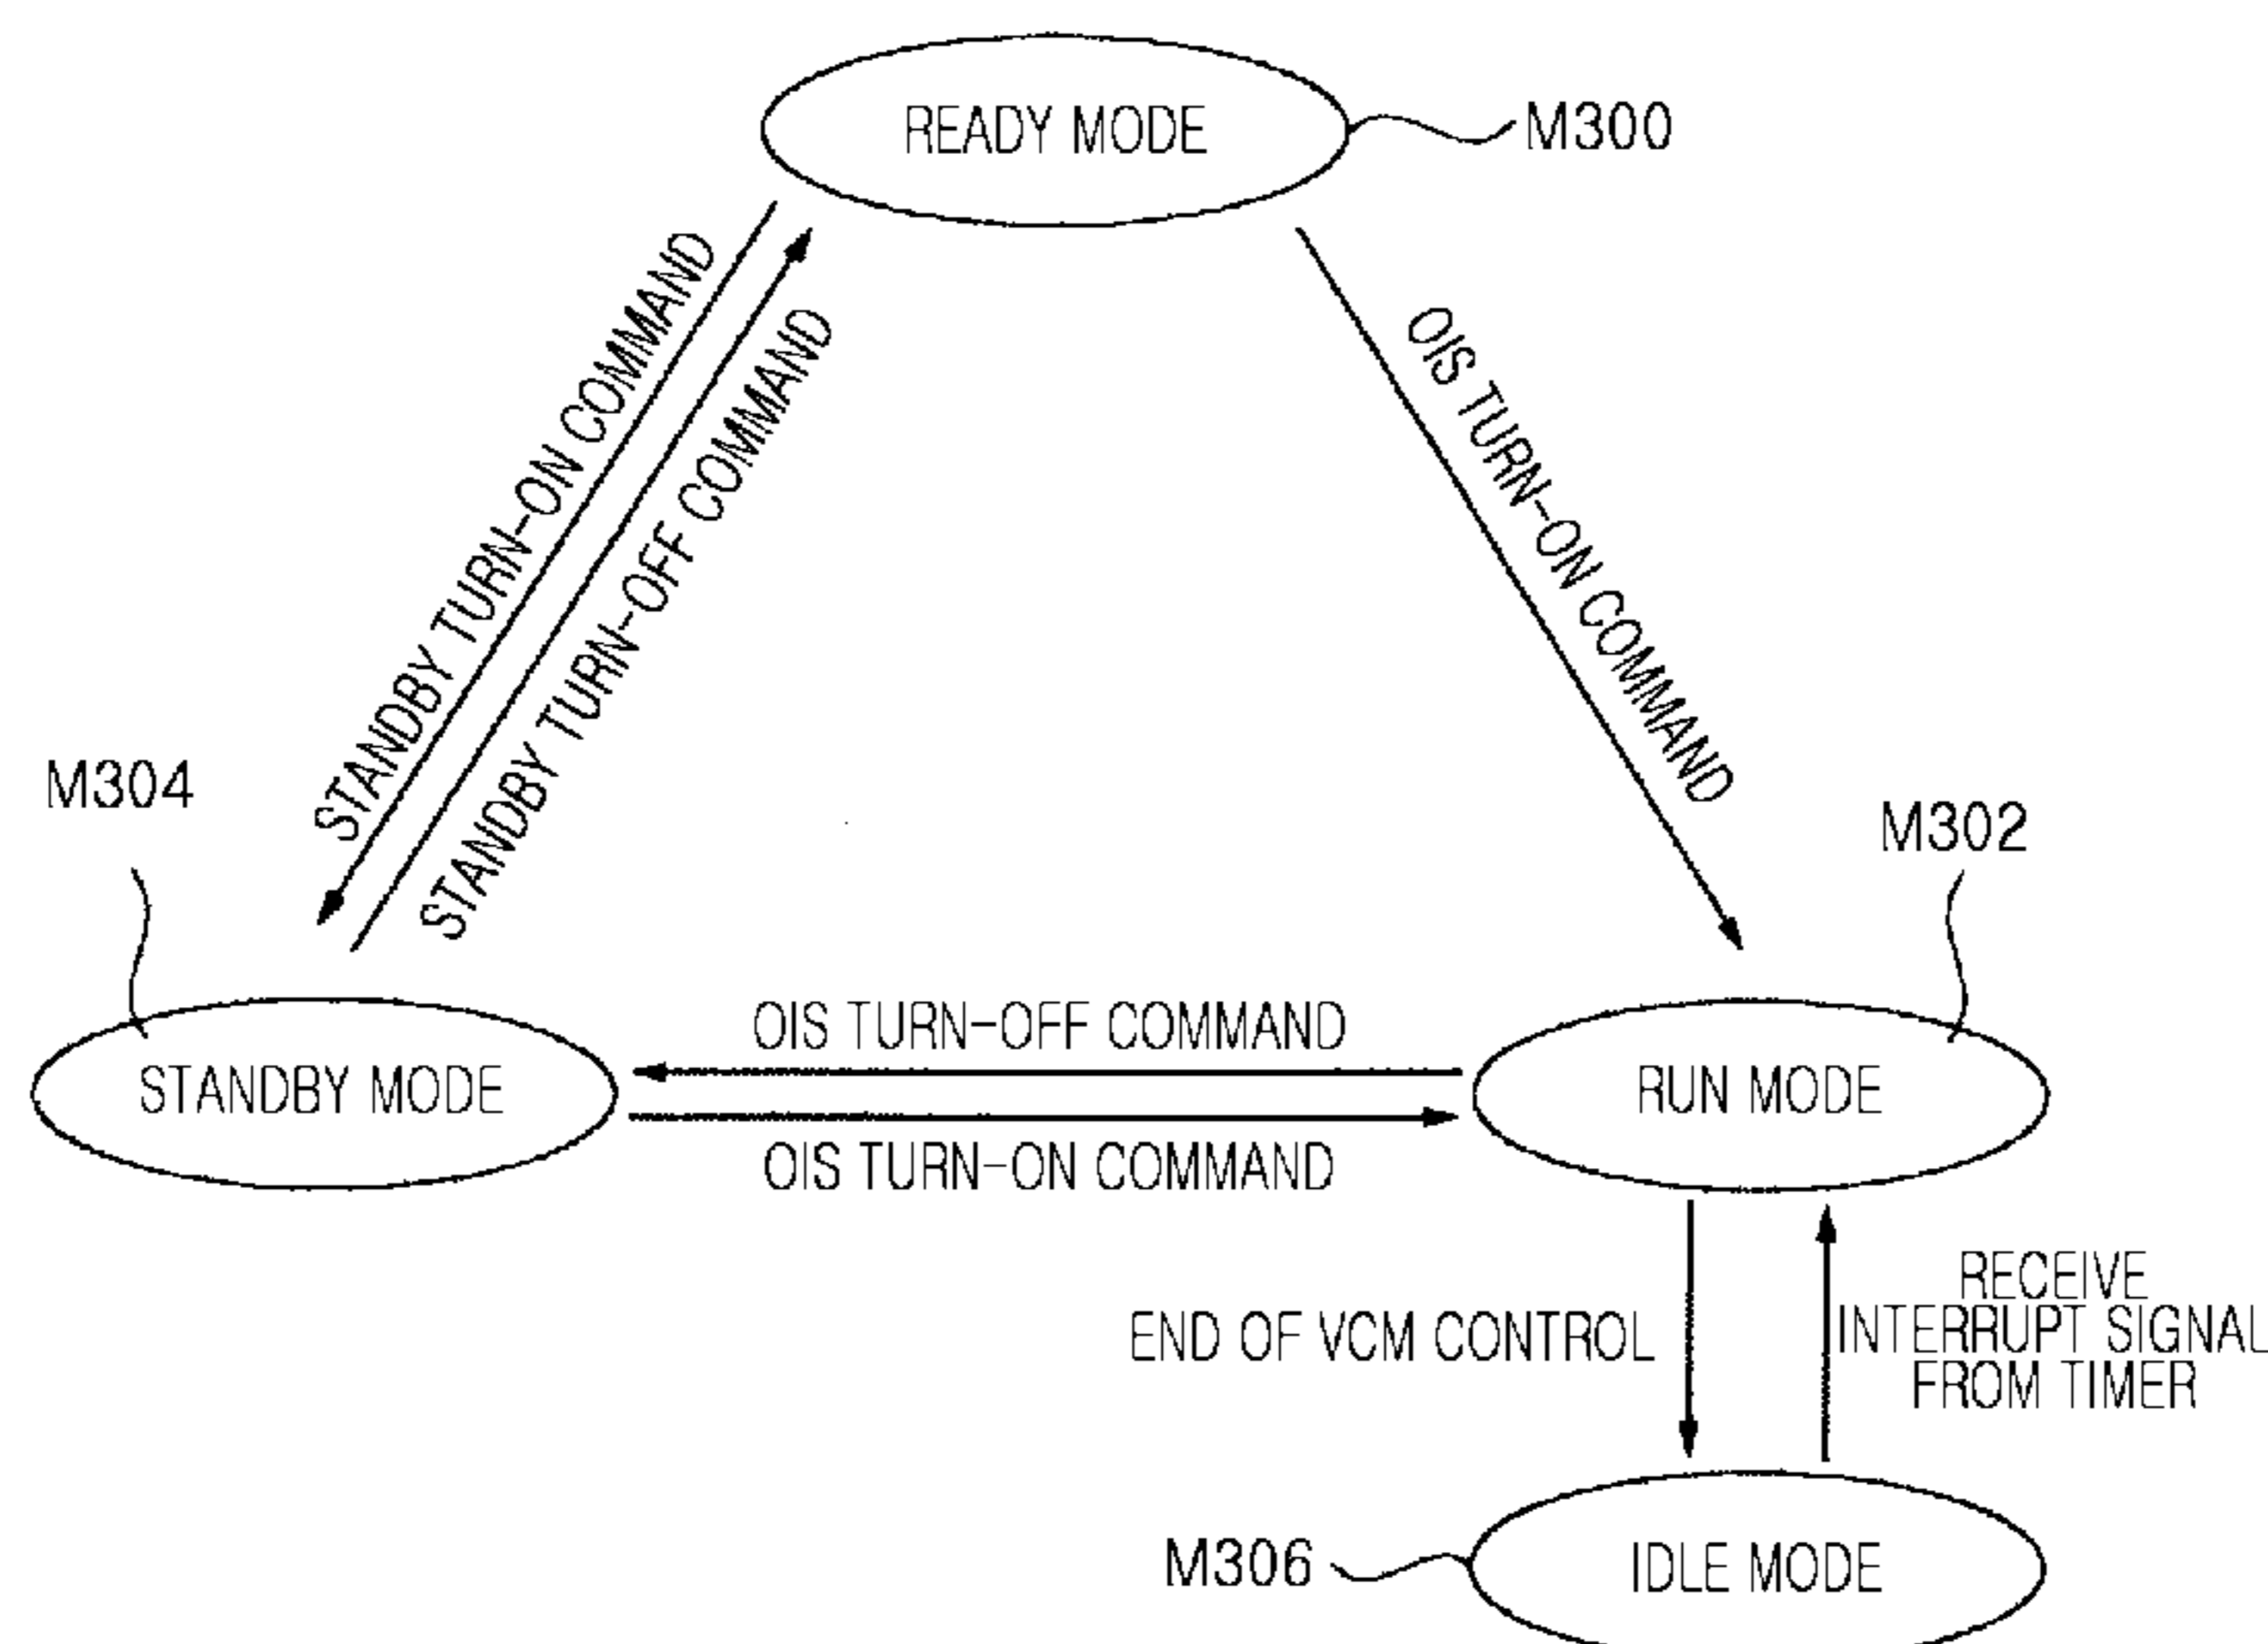 READY MODE
M300
STANDBY TURN-ON COMMAND
STANDBY TURN-OFF COMMAND
OIS TURN-ON COMMAND
M304
M302
STANDBY MODE
OIS TURN-OFF COMMAND
OIS TURN-ON COMMAND
RUN MODE
END OF VCM CONTROL
RECEIVE
INTERRUPT SIGNAL
FROM TIMER
M306
IDLE MODE